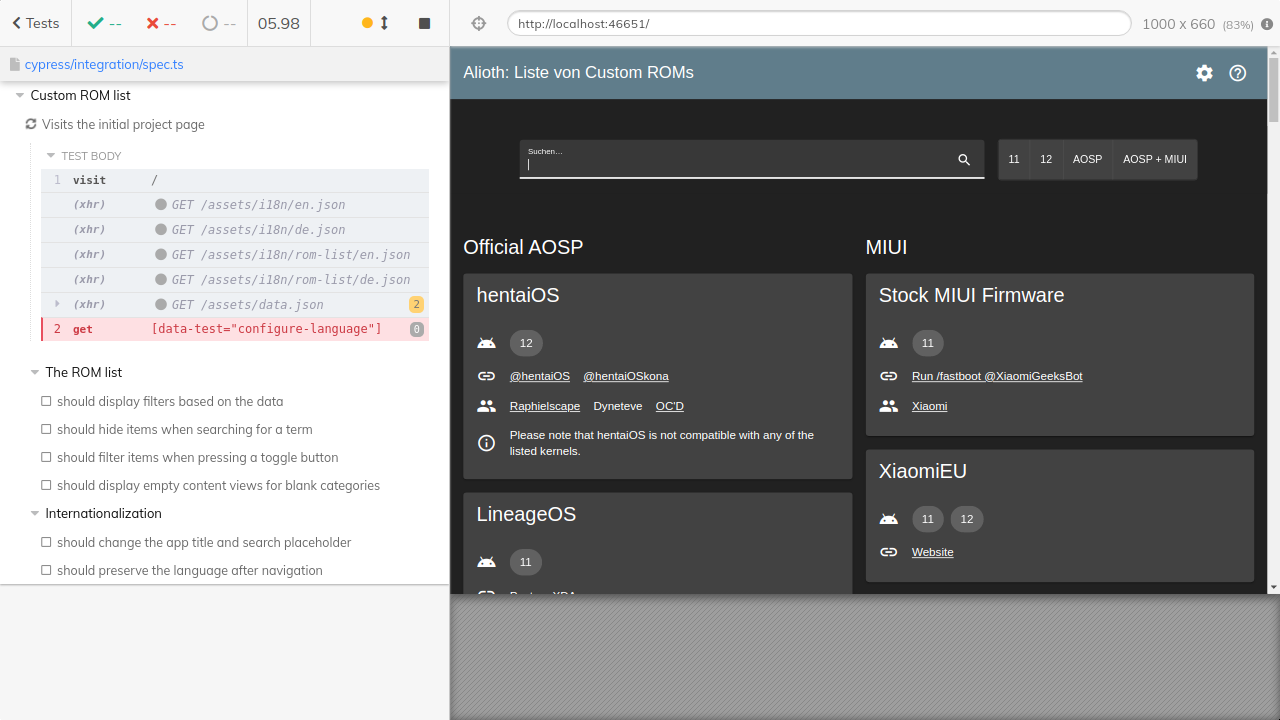 Tests
--
--
--
05.98
http://localhost:46651/
1000 x 660 (83%)
cypress/integration/spec.ts
Custom ROM list
Visits the initial project page
TEST BODY
1 visit /
(xhr) GET /assets/i18n/en.json
(xhr) GET /assets/i18n/de.json
(xhr) GET /assets/i18n/rom-list/en.json
(xhr) GET /assets/i18n/rom-list/de.json
(xhr) GET /assets/data.json 2
2 get [data-test="configure-language"] 0
The ROM list
should display filters based on the data
should hide items when searching for a term
should filter items when pressing a toggle button
should display empty content views for blank categories
Internationalization
should change the app title and search placeholder
should preserve the language after navigation
Alioth: Liste von Custom ROMs
Suchen...
11 12 AOSP AOSP + MIUI
Official AOSP
hentaiOS
12
@hentaiOS @hentaiOSkona
Raphielscape Dyneteve OC'D
Please note that hentaiOS is not compatible with any of the
listed kernels.
LineageOS
11
MIUI
Stock MIUI Firmware
11
Run /fastboot @XiaomiGeeksBot
Xiaomi
XiaomiEU
11 12
Website